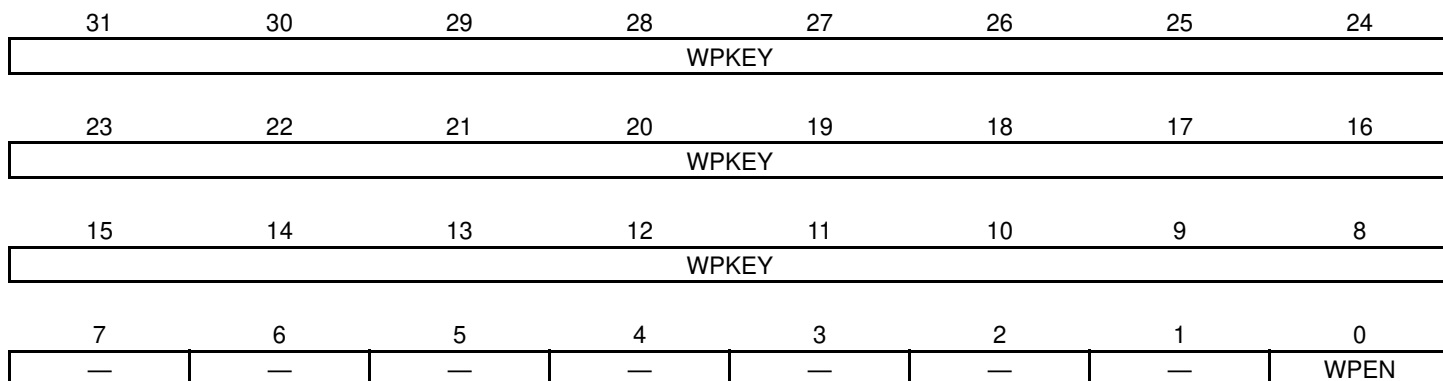 31 30 29 28 27 26 25 24
WPKEY
23 22 21 20 19 18 17 16
WPKEY
15 14 13 12 11 10 9 8
WPKEY
7 6 5 4 3 2 1 0
— — — — — — — WPEN